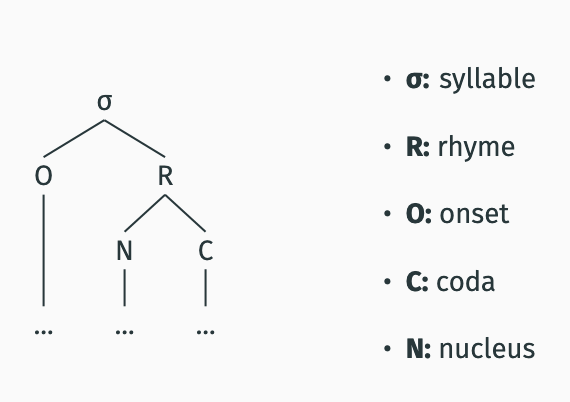 σ
O R
N C
... ... ...
• σ: syllable
• R: rhyme
• O: onset
• C: coda
• N: nucleus